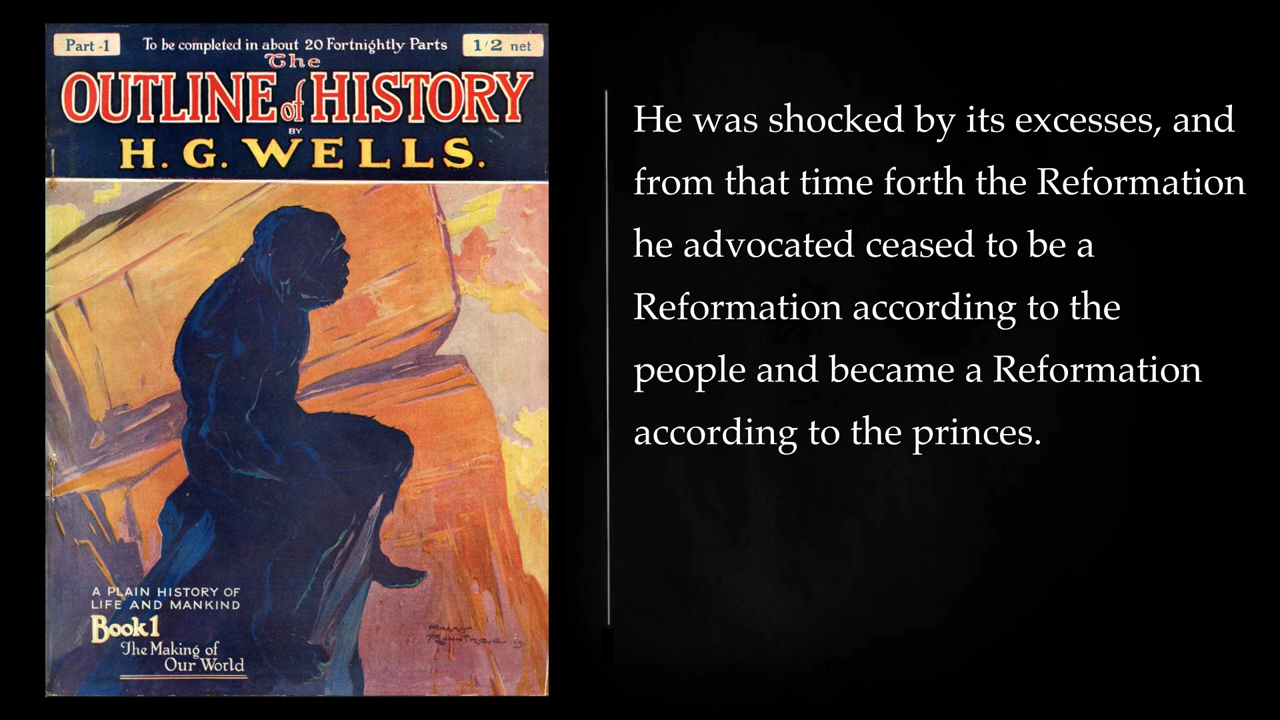 Part -1
To be completed in about 20 Fortnightly Parts
1/2 net
The
OUTLINE of HISTORY
BY
H. G. WELLS.
He was shocked by its excesses, and
from that time forth the Reformation
he advocated ceased to be a
Reformation according to the
people and became a Reformation
according to the princes.
A PLAIN HISTORY OF
LIFE AND MANKIND
Book 1
The Making of
Our World